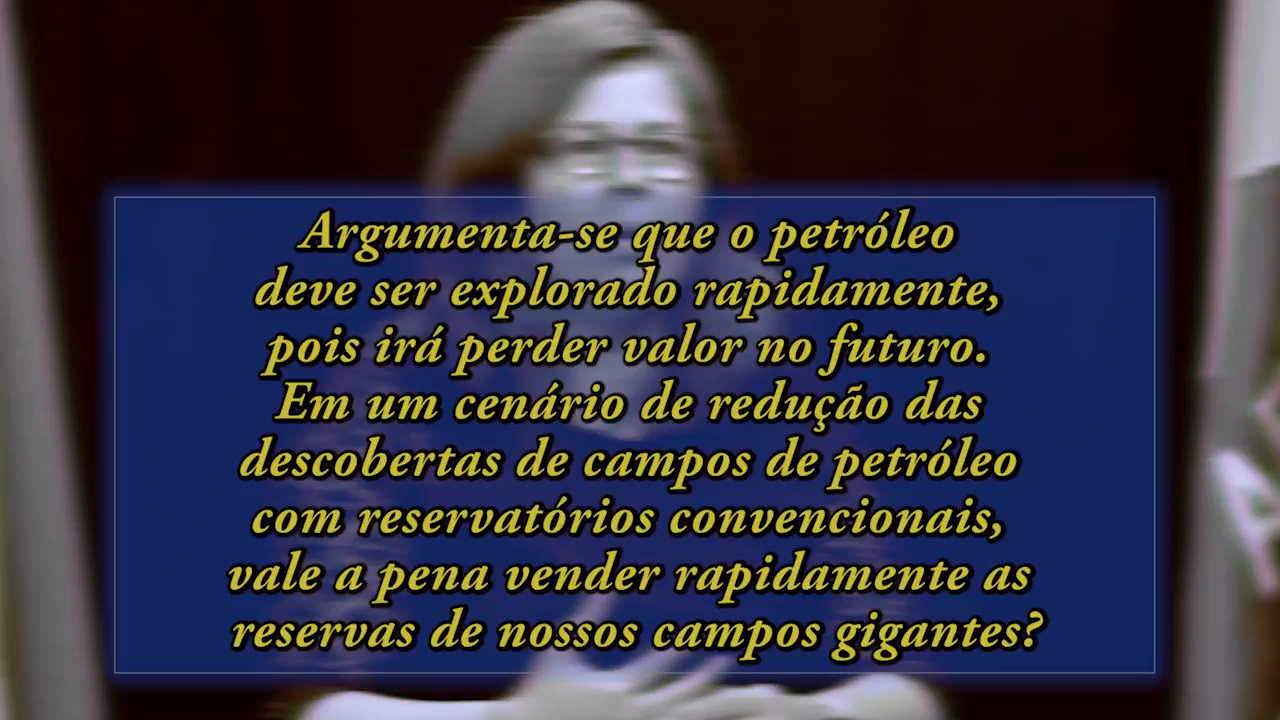 Argumenta-se que o petróleo
deve ser explorado rapidamente,
pois irá perder valor no futuro.
Em um cenário de redução das
descobertas de campos de petróleo
com reservatórios convencionais,
vale a pena vender rapidamente as
reservas de nossos campos gigantes?